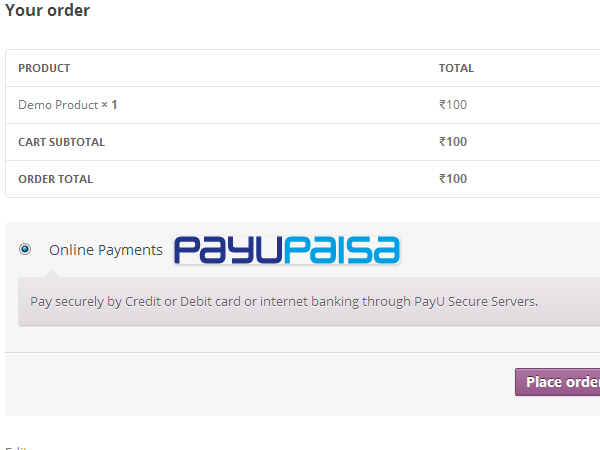 Your order
PRODUCT TOTAL
Demo Product × 1 ₹100
CART SUBTOTAL ₹100
ORDER TOTAL ₹100
Online Payments PayUPaisa
Pay securely by Credit or Debit card or internet banking through PayU Secure Servers.
Place orde